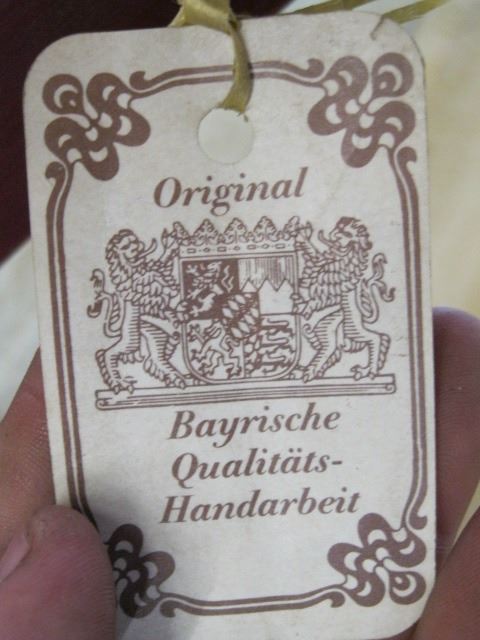 Original
Bayrische
Qualitäts-
Handarbeit